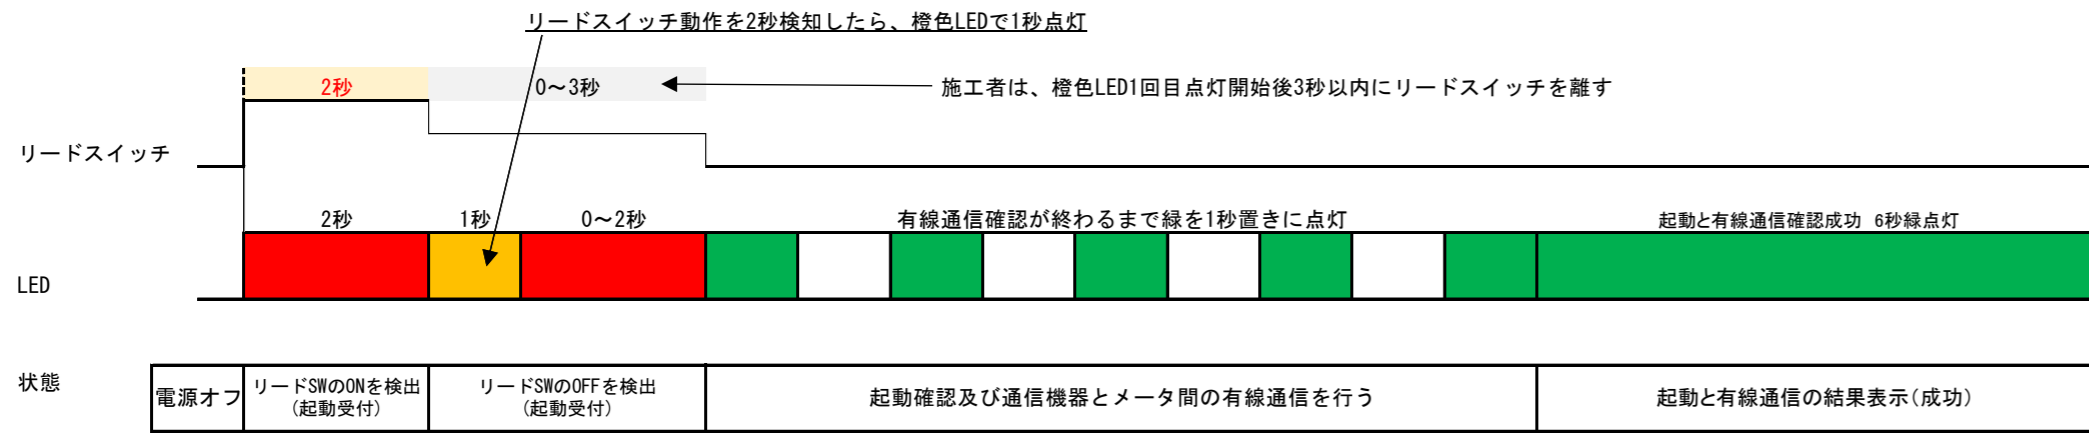 リードスイッチ動作を2秒検知したら、橙色LEDで1秒点灯
2秒
0～3秒
施工者は、橙色LED1回目点灯開始後3秒以内にリードスイッチを離す
リードスイッチ
2秒
1秒
0～2秒
有線通信確認が終わるまで緑を1秒置きに点灯
起動と有線通信確認成功 6秒緑点灯
LED
状態
電源オフ
リードSWのONを検出
(起動受付)
リードSWのOFFを検出
(起動受付)
起動確認及び通信機器とメータ間の有線通信を行う
起動と有線通信の結果表示(成功)